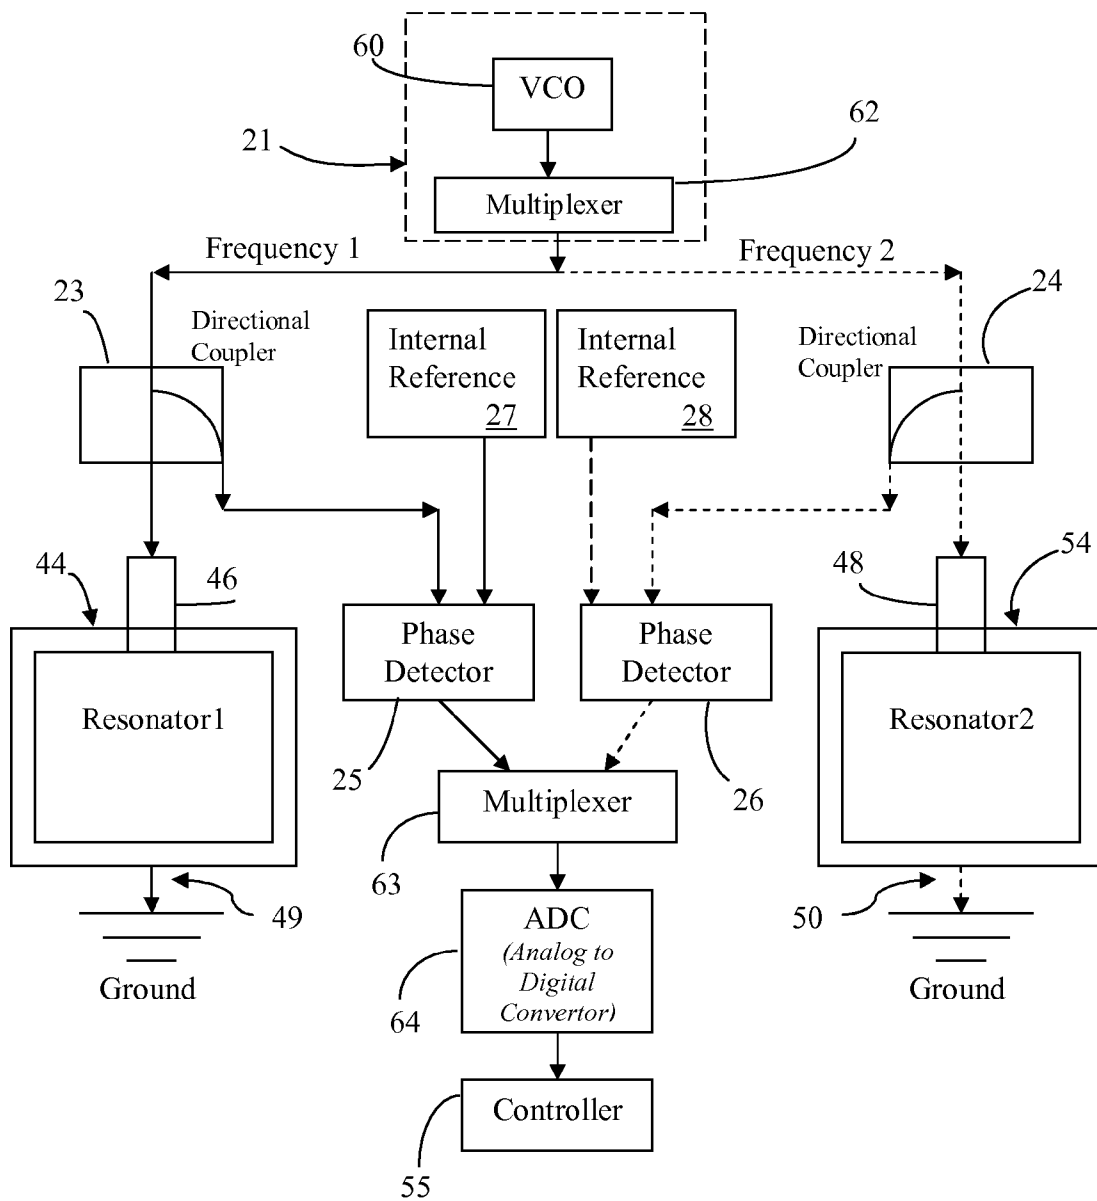 60
VCO
62
21
Multiplexer
Frequency 1
Frequency 2
23
24
Directional
Coupler
Internal
Reference
27
Internal
Reference
28
Directional
Coupler
44
46
48
54
Phase
Detector
Phase
Detector
Resonator1
Resonator2
25
26
Multiplexer
63
49
50
ADC
(Analog to
Digital
Convertor)
Ground
Ground
64
Controller
55